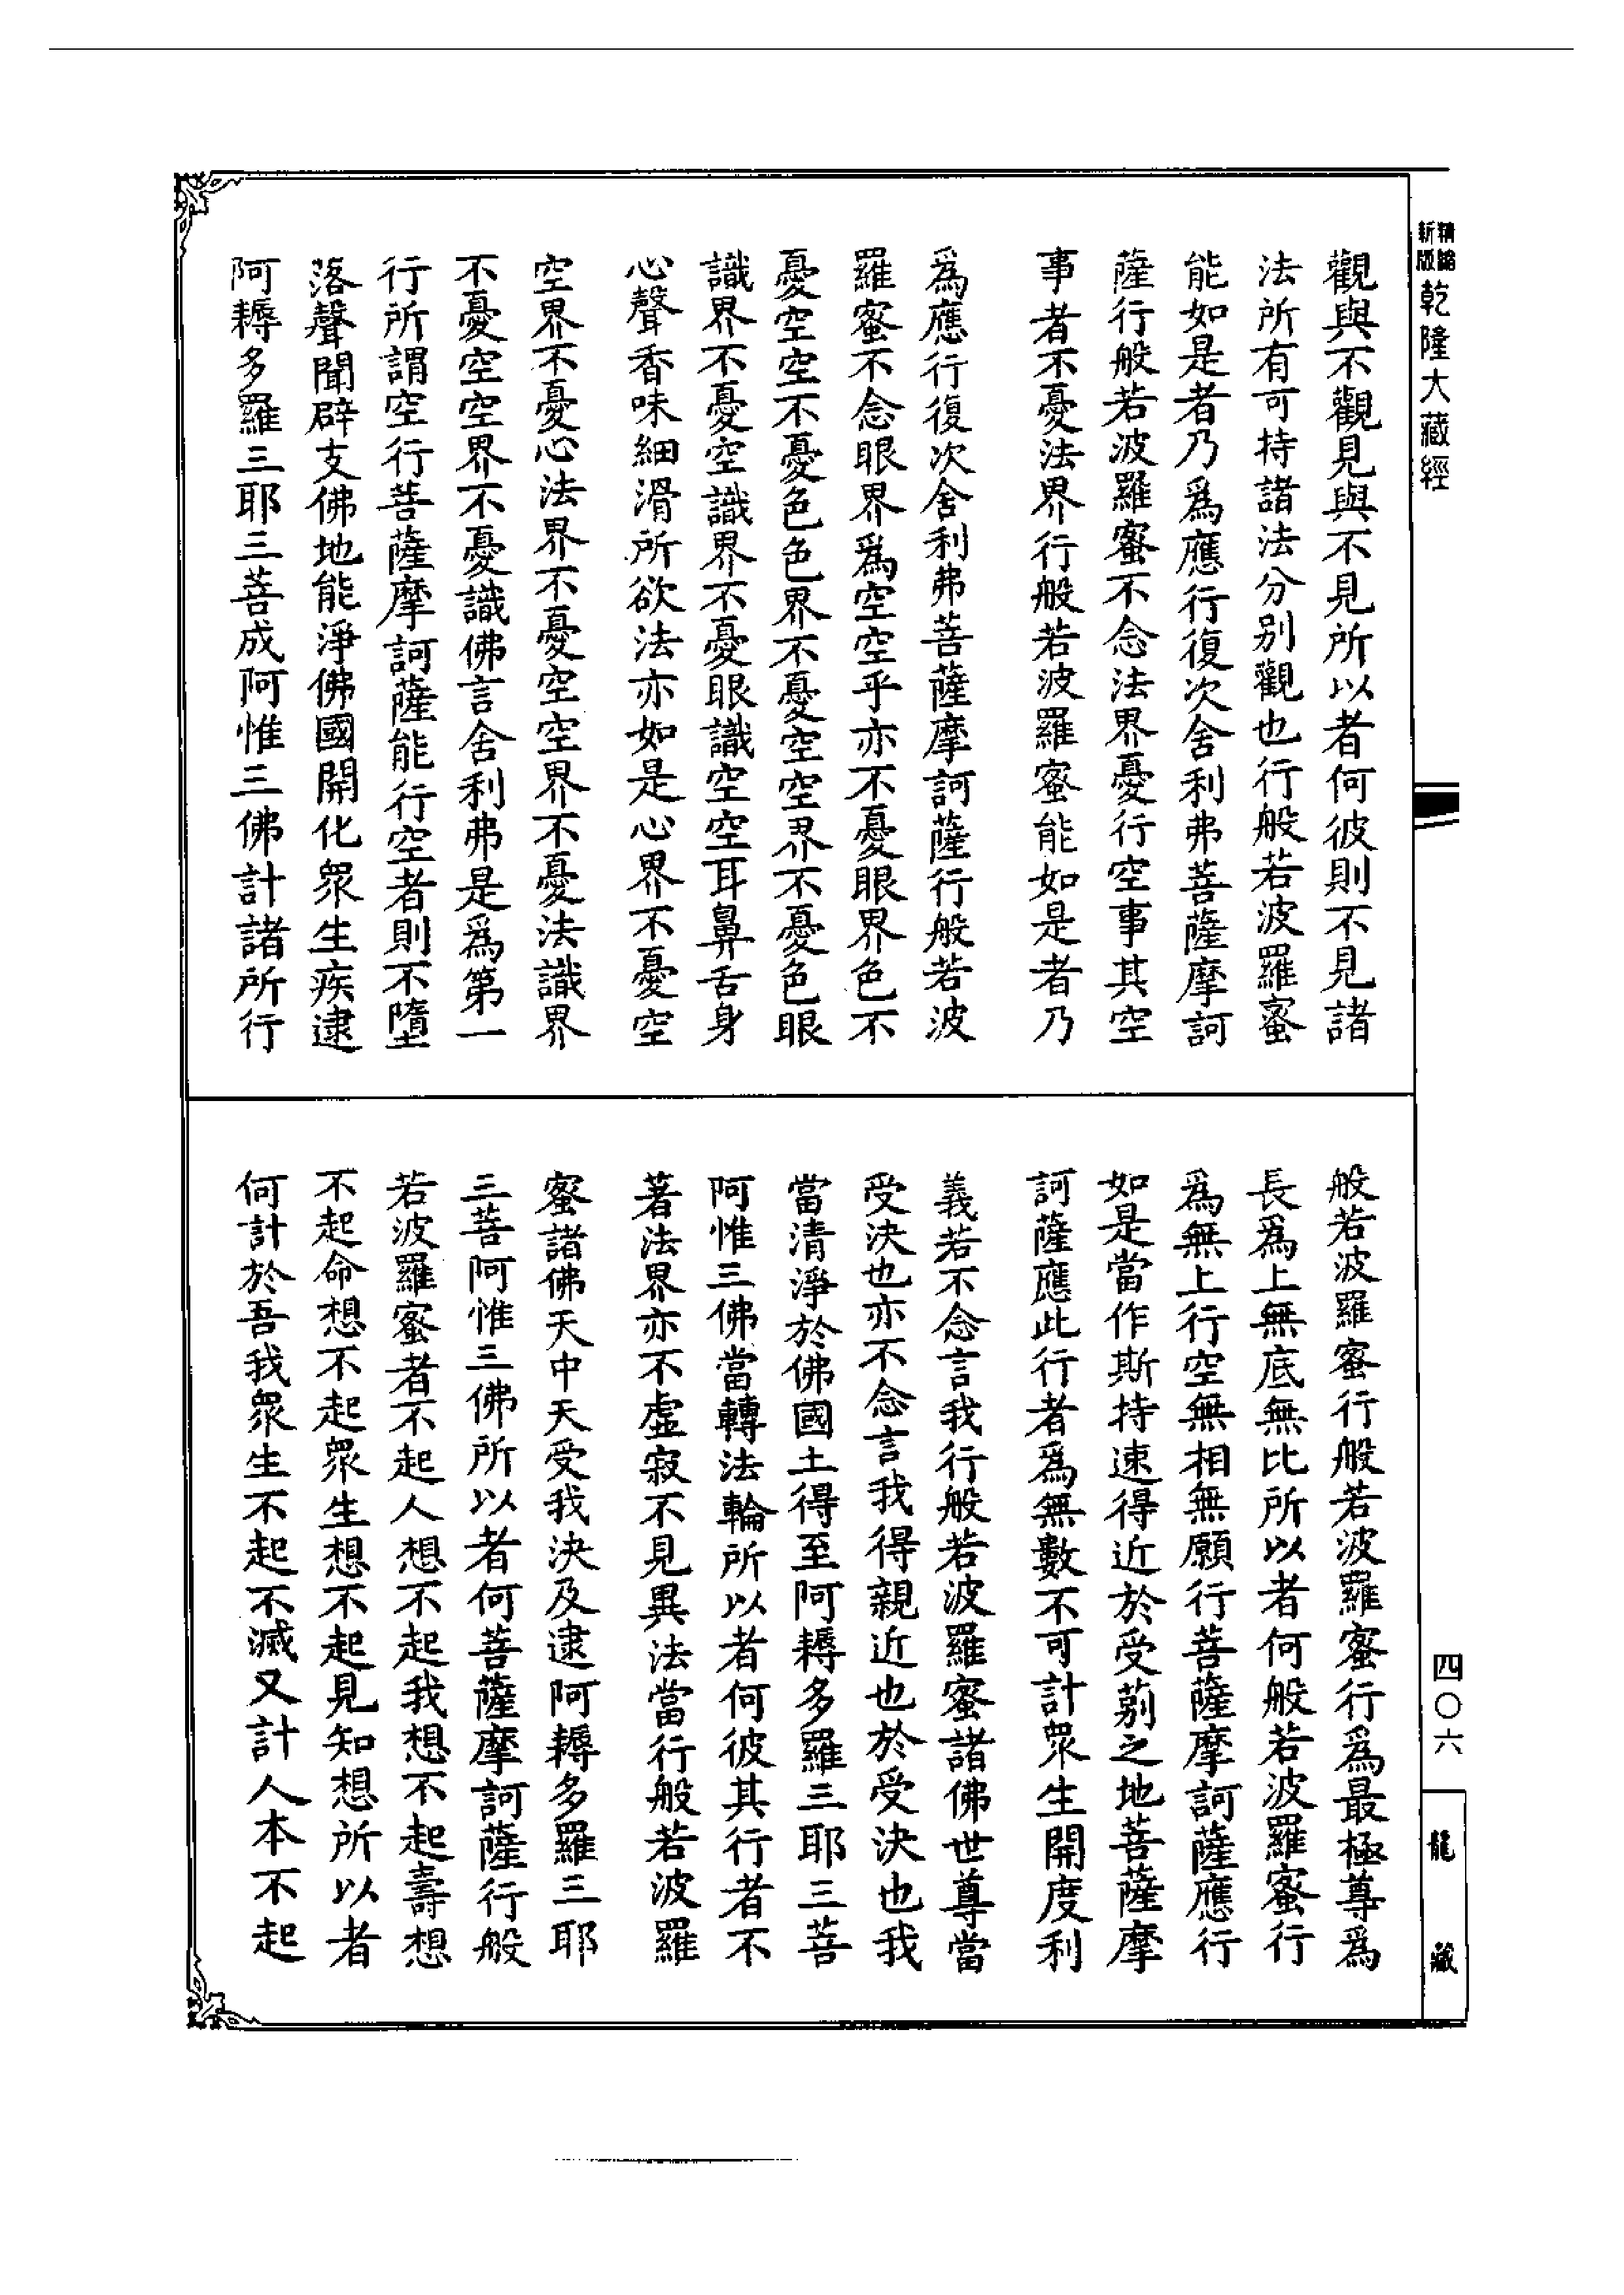 精縮
新版
乾隆大藏經
觀與不觀見與不見所以者何彼則不見諸
法所有可持諸法分别觀也行般若波羅蜜
能如是者乃爲應行復次舍利弗菩薩摩訶
薩行般若波羅蜜不念法界憂行空事其空
事者不憂法界行般若波羅蜜能如是者乃
爲應行復次舍利弗菩薩摩訶薩行般若波
羅蜜不念眼界爲空空乎亦不憂眼界色不
憂空空不憂色色界不憂空空界不憂色眼
識界不憂空識界不憂眼識空空耳鼻舌身
心聲香味細滑所欲法亦如是心界不憂空
空界不憂心法界不憂空空界不憂法識界
不憂空空界不憂識佛言舍利弗是爲第一
行所謂空行菩薩摩訶薩能行空者則不墮
落聲聞辟支佛地能淨佛國開化眾生疾逮
阿耨多羅三耶三菩成阿惟三佛計諸所行
般若波羅蜜行般若波羅蜜行爲最極尊爲
長爲上無底無比所以者何般若波羅蜜行
爲無上行空無相無願行菩薩摩訶薩應行
如是當作斯持速得近於受莂之地菩薩摩
訶薩應此行者爲無數不可計眾生開度利
義若不念言我行般若波羅蜜諸佛世尊當
受決也亦不念言我得親近也於受決也我
當清淨於佛國土得至阿耨多羅三耶三菩
阿惟三佛當轉法輪所以者何彼其行者不
著法界亦不虛寂不見異法當行般若波羅
蜜諸佛天中天受我決及逮阿耨多羅三耶
三菩阿惟三佛所以者何菩薩摩訶薩行般
若波羅蜜者不起人想不起我想不起壽想
不起命想不起眾生想不起見知想所以者
何計於吾我眾生不起不滅又計人本不起
四〇六
龍藏